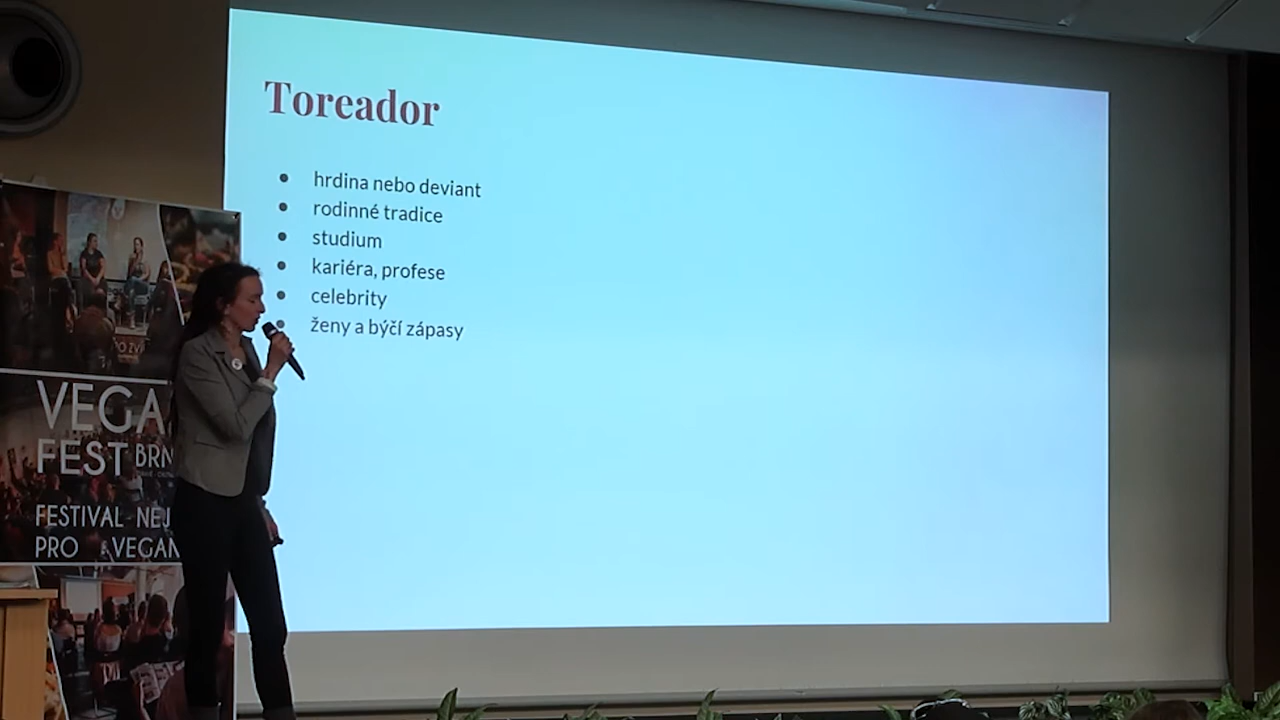 Toreador
hrdina nebo deviant
rodinné tradice
studium
kariéra, profese
celebrity
ženy a býčí zápasy
VEGA
FEST BRN
FESTIVAL NEJ
PRO VEGAN